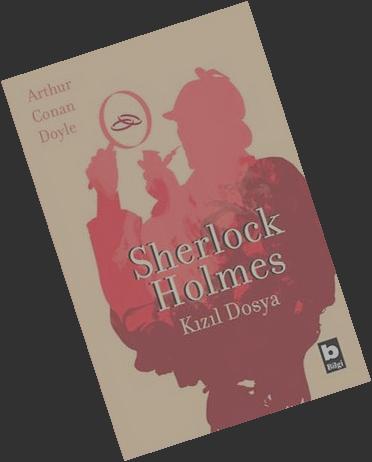 Arthur
Conan
Doyle
Sherlock
Holmes
Kızıl Dosya
b
Bilgi